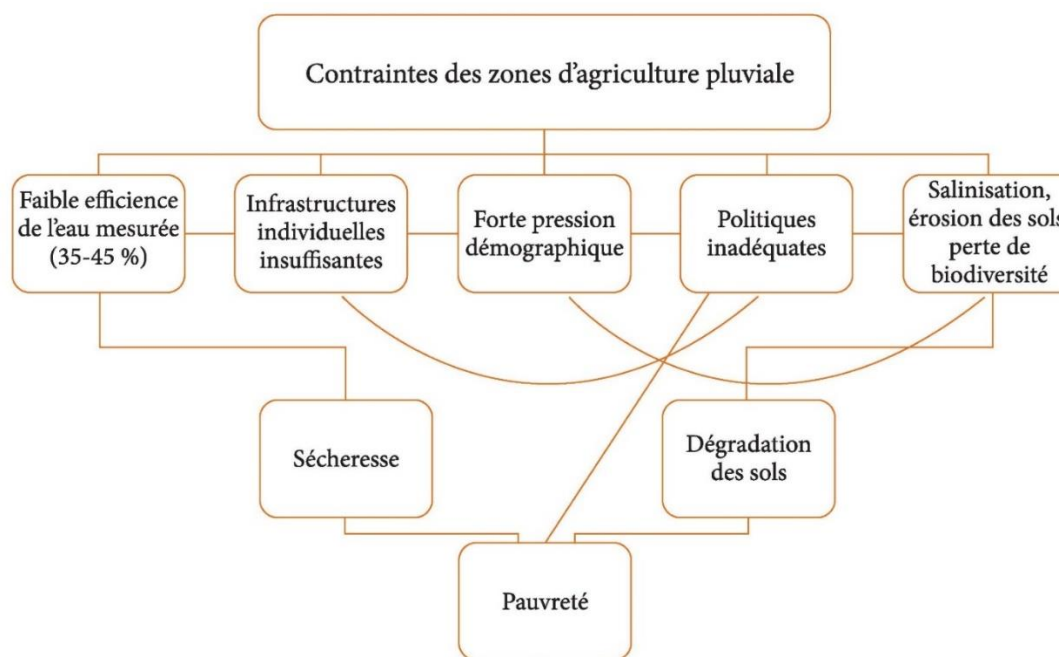 Contraintes des zones d’agriculture pluviale
Faible efficience
de l’eau mesurée
(35-45 %)
Infrastructures
individuelles
insuffisantes
Forte pression
démographique
Politiques
inadéquates
Salinisation,
érosion des sols
perte de
biodiversité
Sécheresse
Dégradation
des sols
Pauvreté